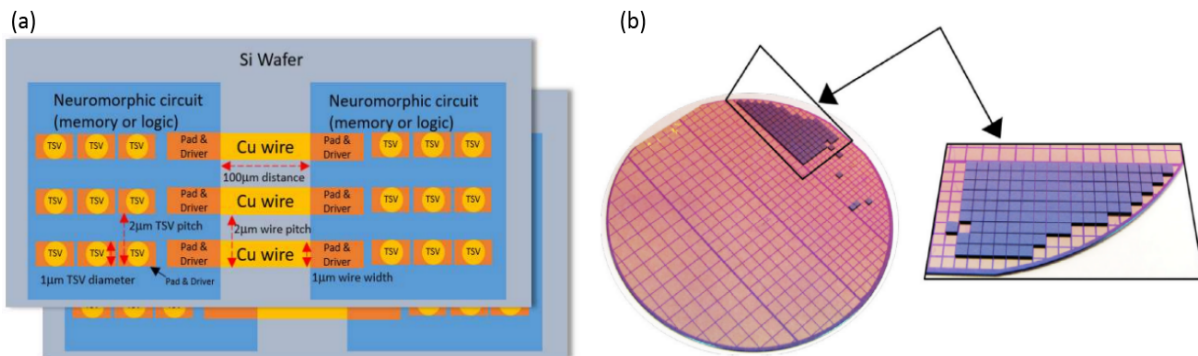 (a)
Si Wafer
Neuromorphic circuit
(memory or logic)
Neuromorphic circuit
(memory or logic)
TSV TSV TSV Pad & Driver Cu wire Pad & Driver TSV TSV TSV
100µm distance
TSV TSV TSV Pad & Driver Cu wire Pad & Driver TSV TSV TSV
2µm TSV pitch
2µm wire pitch
TSV TSV TSV Pad & Driver Cu wire Pad & Driver TSV TSV TSV
1µm TSV diameter
Pad & Driver
1µm wire width
TSV TSV TSV
(b)